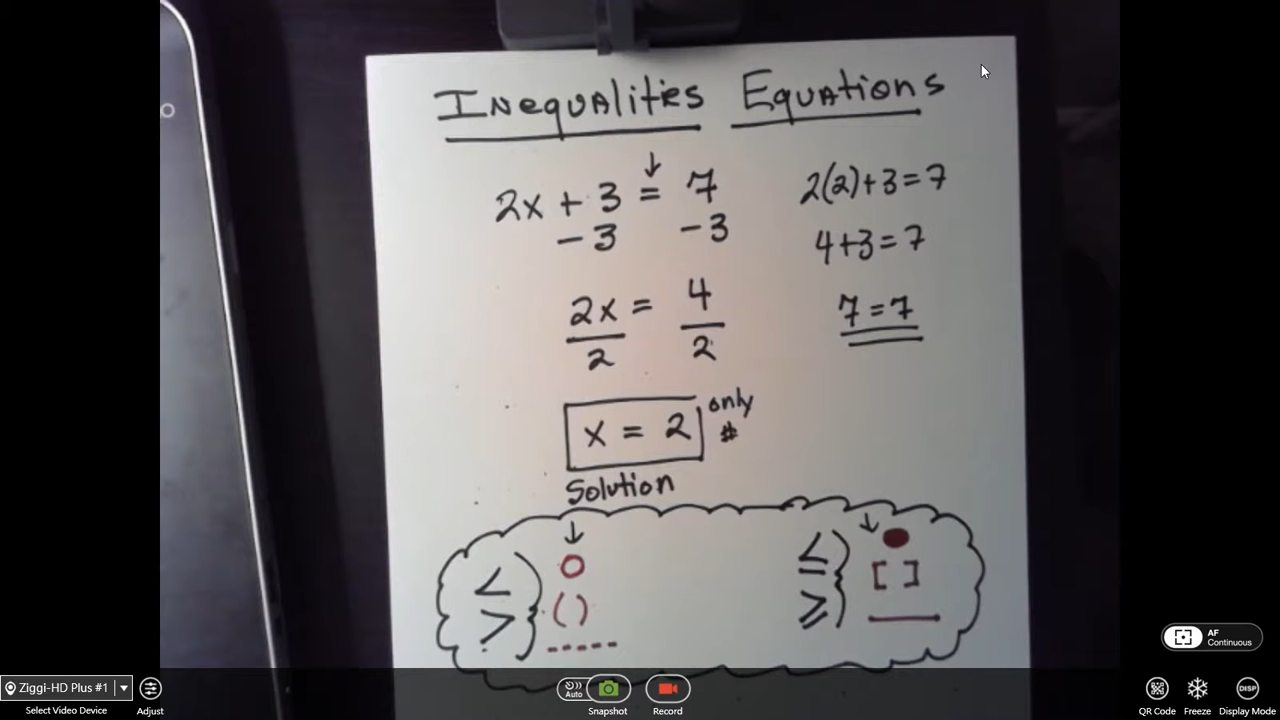 Inequalities Equations
2x + 3 = 7
-3 -3
2x = 4
2 2
x = 2
only
#
Solution
2(2)+3=7
4+3=7
7=7
< >
( )
≤ ≥
[ ]
AF
Continuous
Ziggi-HD Plus #1
Select Video Device
Adjust
Auto
Snapshot
Record
QR Code
Freeze
DISP
Display Mode